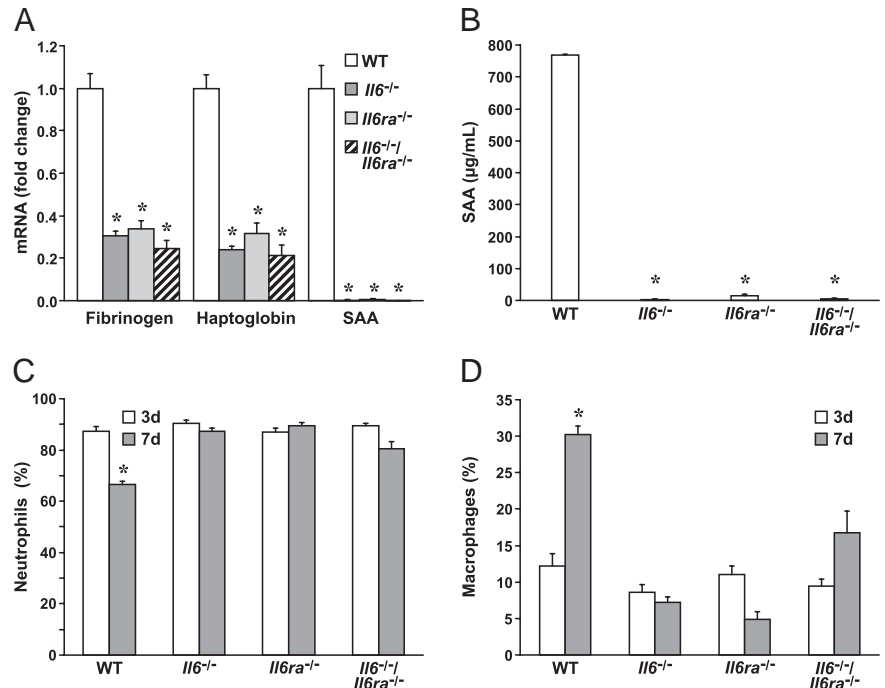 A
mRNA (fold change)
1.2
1.0
0.8
0.6
0.4
0.2
0.0
WT
Il6-/-
Il6ra-/-
Il6-/-/
Il6ra-/-
* * *
* * *
* * *
Fibrinogen Haptoglobin SAA
B
SAA (µg/mL)
800
700
600
500
400
300
200
100
0
* * *
WT Il6-/- Il6ra-/- Il6-/-/
Il6ra-/-
C
Neutrophils (%)
100
80
60
40
20
0
3d
7d
*
WT Il6-/- Il6ra-/- Il6-/-/
Il6ra-/-
D
Macrophages (%)
35
30
25
20
15
10
5
0
*
3d
7d
WT Il6-/- Il6ra-/- Il6-/-/
Il6ra-/-